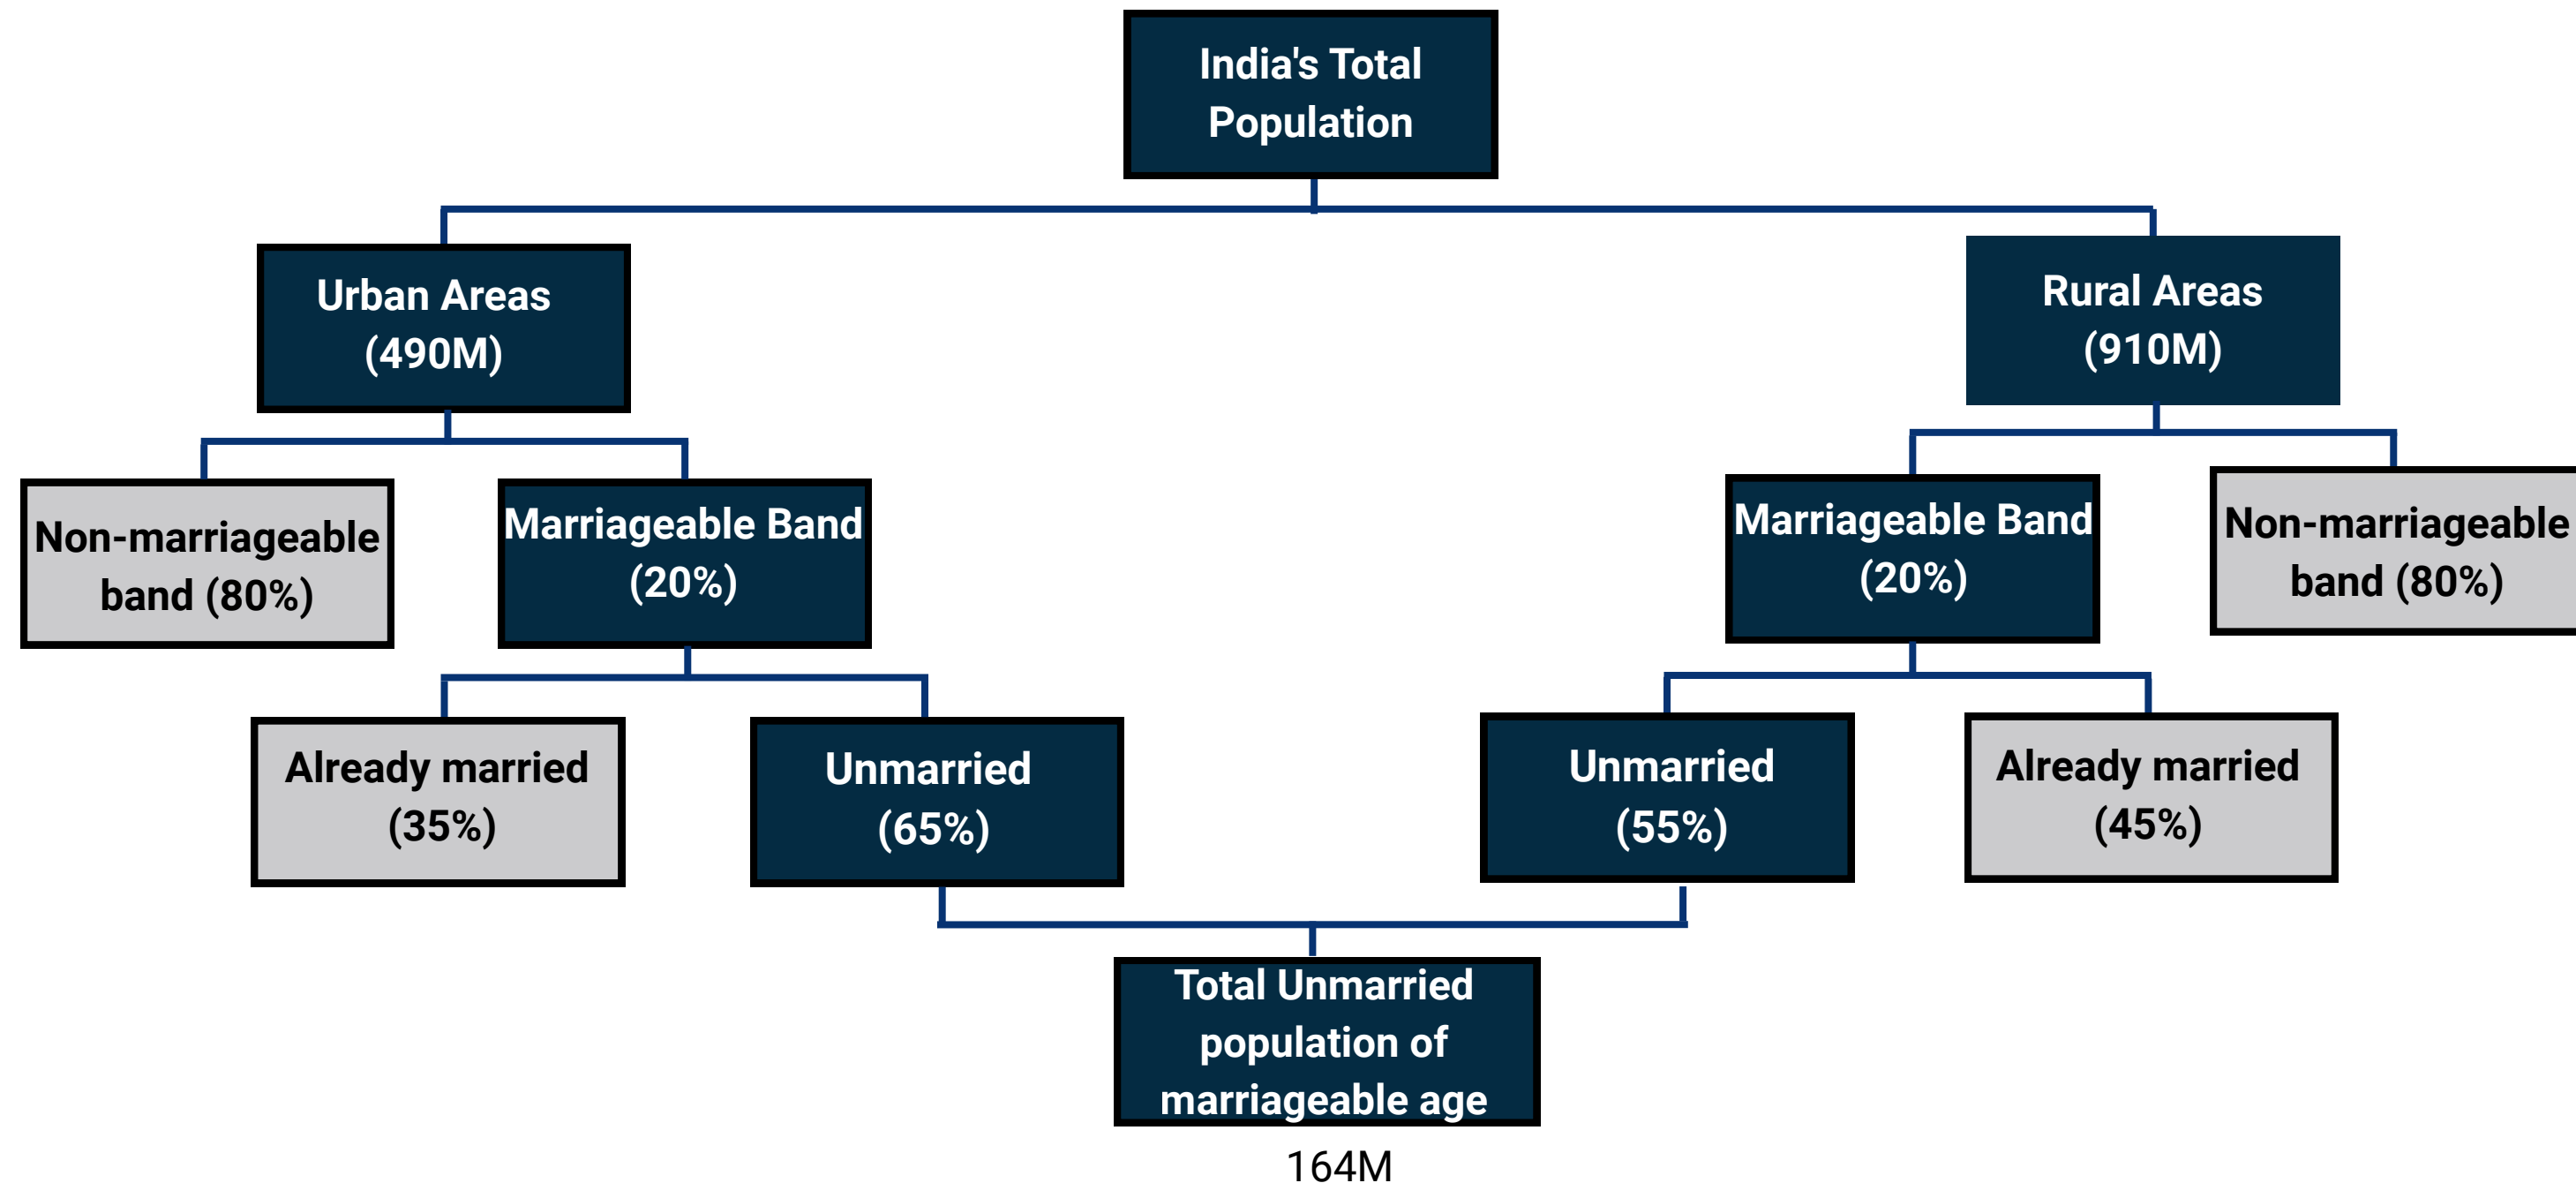 India's Total
Population
Urban Areas
(490M)
Rural Areas
(910M)
Non-marriageable
band (80%)
Marriageable Band
(20%)
Marriageable Band
(20%)
Non-marriageable
band (80%)
Already married
(35%)
Unmarried
(65%)
Unmarried
(55%)
Already married
(45%)
Total Unmarried
population of
marriageable age
164M